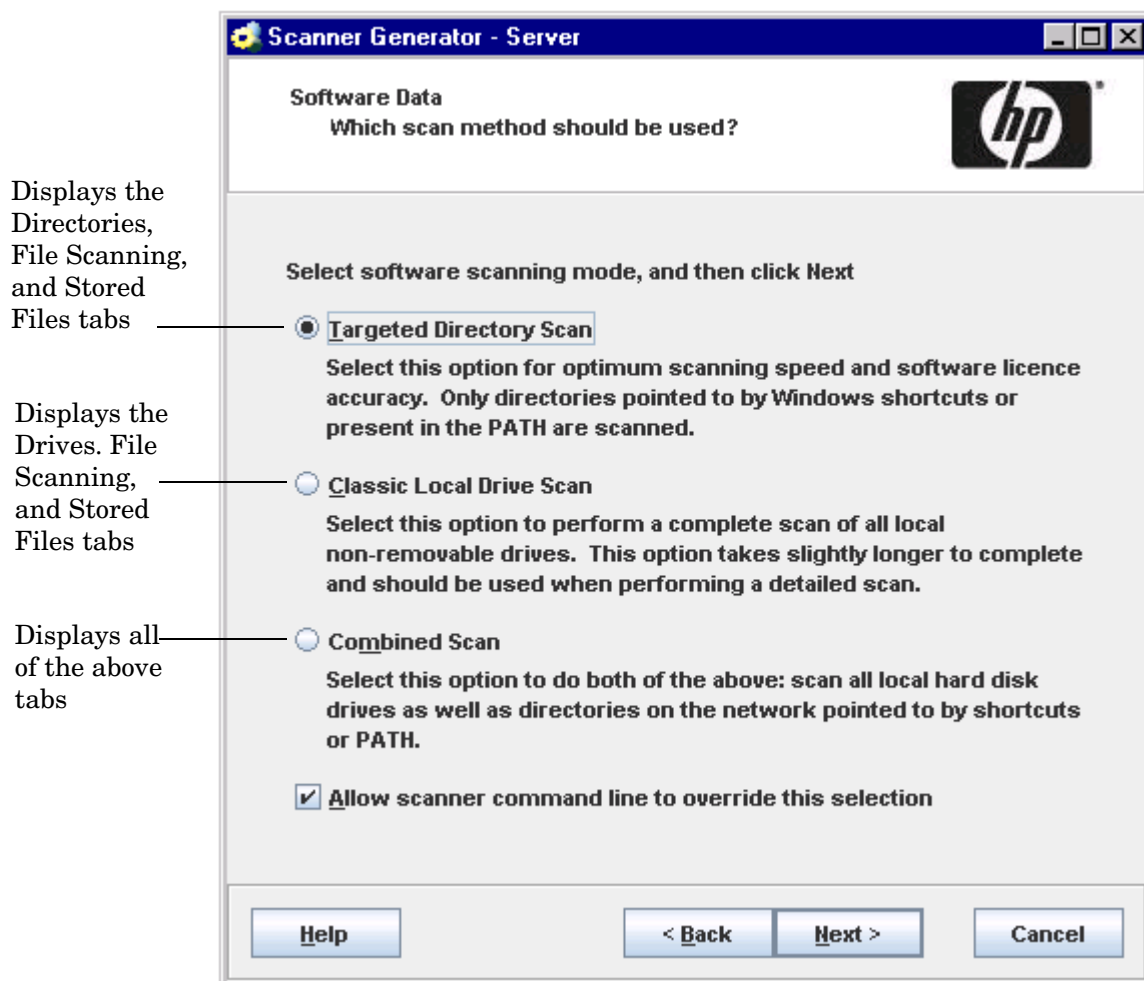 Scanner Generator - Server
Software Data
Which scan method should be used?
hp
Displays the
Directories,
File Scanning,
and Stored
Files tabs
Select software scanning mode, and then click Next
Targeted Directory Scan
Select this option for optimum scanning speed and software licence
accuracy. Only directories pointed to by Windows shortcuts or
present in the PATH are scanned.
Displays the
Drives. File
Scanning,
and Stored
Files tabs
Classic Local Drive Scan
Select this option to perform a complete scan of all local
non-removable drives. This option takes slightly longer to complete
and should be used when performing a detailed scan.
Displays all
of the above
tabs
Combined Scan
Select this option to do both of the above: scan all local hard disk
drives as well as directories on the network pointed to by shortcuts
or PATH.
Allow scanner command line to override this selection
Help
< Back
Next >
Cancel